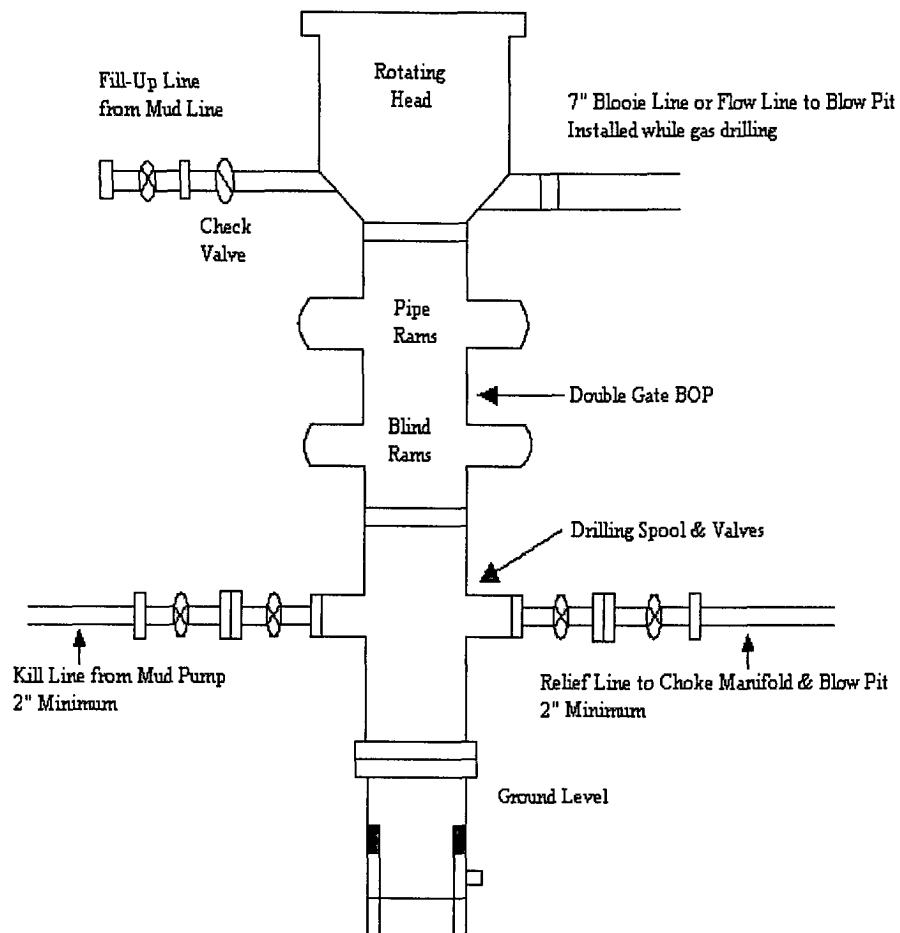 Rotating
Head
Fill-Up Line
from Mud Line
7" Blooie Line or Flow Line to Blow Pit
Installed while gas drilling
Check
Valve
Pipe
Rams
Double Gate BOP
Blind
Rams
Drilling Spool & Valves
Kill Line from Mud Pump
2" Minimum
Relief Line to Choke Manifold & Blow Pit
2" Minimum
Ground Level